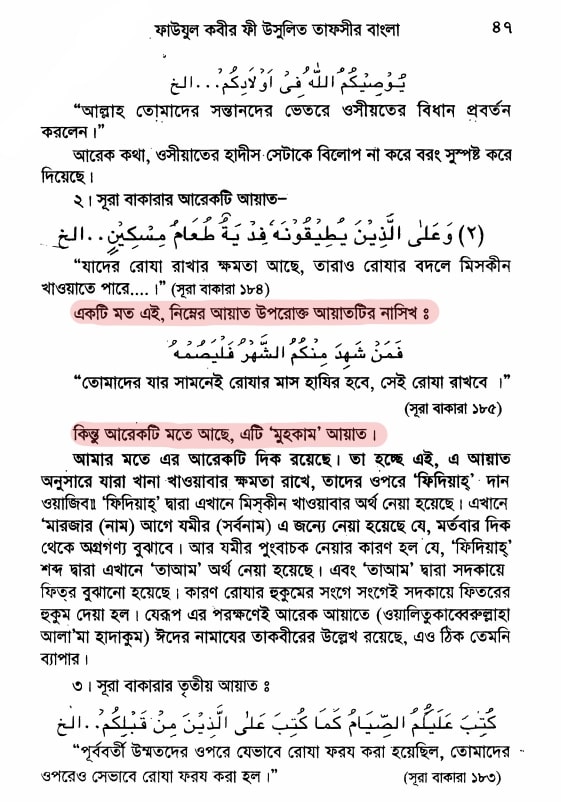 ফাউযুল কবীর ফী উসুলিত তাফসীর বাংলা ৪৭
يُوْصِيْكُمُ اللّٰهُ فِىْ اَوْلَادِكُمْ...الخ
“আল্লাহ তোমাদের সন্তানদের ভেতরে ওসীয়তের বিধান প্রবর্তন
করলেন।”
আরেক কথা, ওসীয়াতের হাদীস সেটাকে বিলোপ না করে বরং সুস্পষ্ট করে
দিয়েছে।
২। সূরা বাকারার আরেকটি আয়াত–
(٢) وَعَلَى الَّذِيْنَ يُطِيْقُوْنَهٗ فِدْيَةٌ طَعَامُ مِسْكِيْنٍ...الخ
“যাদের রোযা রাখার ক্ষমতা আছে, তারাও রোযার বদলে মিসকীন
খাওয়াতে পারে....।” (সূরা বাকারা ১৮৪)
একটি মত এই, নিম্নের আয়াত উপরোক্ত আয়াতটির নাসিখ ঃ
فَمَنْ شَهِدَ مِنْكُمُ الشَّهْرَ فَلْيَصُمْهُ
“তোমাদের যার সামনেই রোযার মাস হাযির হবে, সেই রোযা রাখবে ।”
(সূরা বাকারা ১৮৫)
কিন্তু আরেকটি মতে আছে, এটি ‘মুহকাম’ আয়াত।
আমার মতে এর আরেকটি দিক রয়েছে। তা হচ্ছে এই, এ আয়াত
অনুসারে যারা খানা খাওয়াবার ক্ষমতা রাখে, তাদের ওপরে ‘ফিদিয়াহ্’ দান
ওয়াজিব॥ ‘ফিদিয়াহ্’ দ্বারা এখানে মিস্কীন খাওয়াবার অর্থ নেয়া হয়েছে। এখানে
‘মারজার (নাম) আগে যমীর (সর্বনাম) এ জন্যে নেয়া হয়েছে যে, মর্তবার দিক
থেকে অগ্রগণ্য বুঝাবে। আর যমীর পুংবাচক নেয়ার কারণ হল যে, ‘ফিদিয়াহ্’
শব্দ দ্বারা এখানে ‘তাআম’ অর্থ নেয়া হয়েছে। এবং ‘তাআম’ দ্বারা সদকায়ে
ফিত্র বুঝানো হয়েছে। কারণ রোযার হুকুমের সংগে সংগেই সদকায়ে ফিতরের
হুকুম দেয়া হল। যেরূপ এর পরক্ষণেই আরেক আয়াতে (ওয়ালিতুকাব্বেরুল্লাহা
আলা’মা হাদাকুম) ঈদের নামাযের তাকবীরের উল্লেখ রয়েছে, এও ঠিক তেমনি
ব্যাপার।
৩। সূরা বাকারার তৃতীয় আয়াত ঃ
كُتِبَ عَلَيْكُمُ الصِّيَامُ كَمَا كُتِبَ عَلَى الَّذِيْنَ مِنْ قَبْلِكُمْ...الخ
“পূর্ববর্তী উম্মতদের ওপরে যেভাবে রোযা ফরয করা হয়েছিল, তোমাদের
ওপরেও সেভাবে রোযা ফরয করা হল।” (সূরা বাকারা ১৮৩)